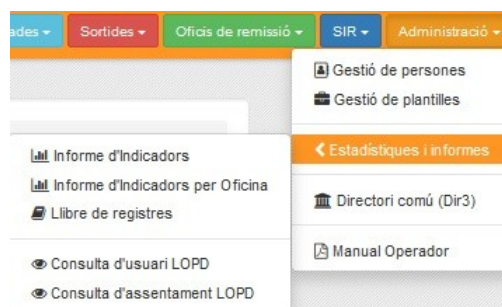 Sortides
Oficis de remissió
SIR
Administració
Gestió de persones
Gestió de plantilles
Estadístiques i informes
Directori comú (Dir3)
Manual Operador
Informe d'Indicadors
Informe d'Indicadors per Oficina
Llibre de registres
Consulta d'usuari LOPD
Consulta d'assentament LOPD